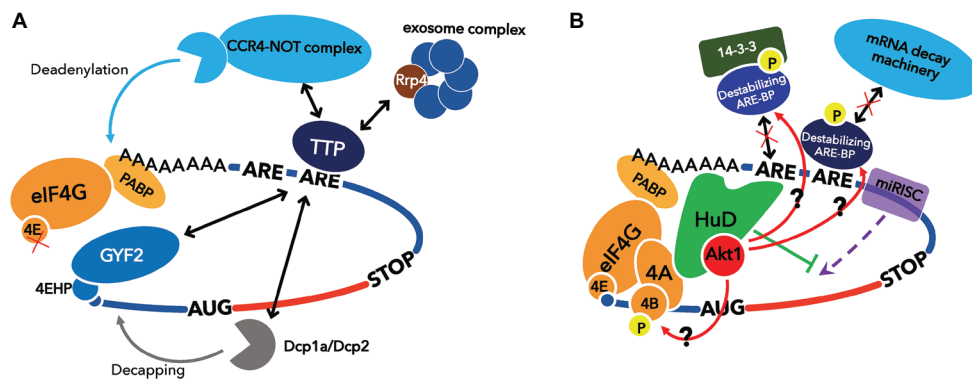 A
CCR4-NOT complex
exosome complex
Deadenylation
Rrp4
TTP
AAAAAAAA
ARE
ARE
PABP
eIF4G
4E
GYF2
4EHP
STOP
AUG
Dcp1a/Dcp2
Decapping
B
14-3-3
P
Destabilizing
ARE-BP
mRNA decay
machinery
P
Destabilizing
ARE-BP
AAAAAAAA
ARE
ARE
miRISC
PABP
HuD
?
?
eIF4G
Akt1
4A
4E
4B
AUG
STOP
P
?